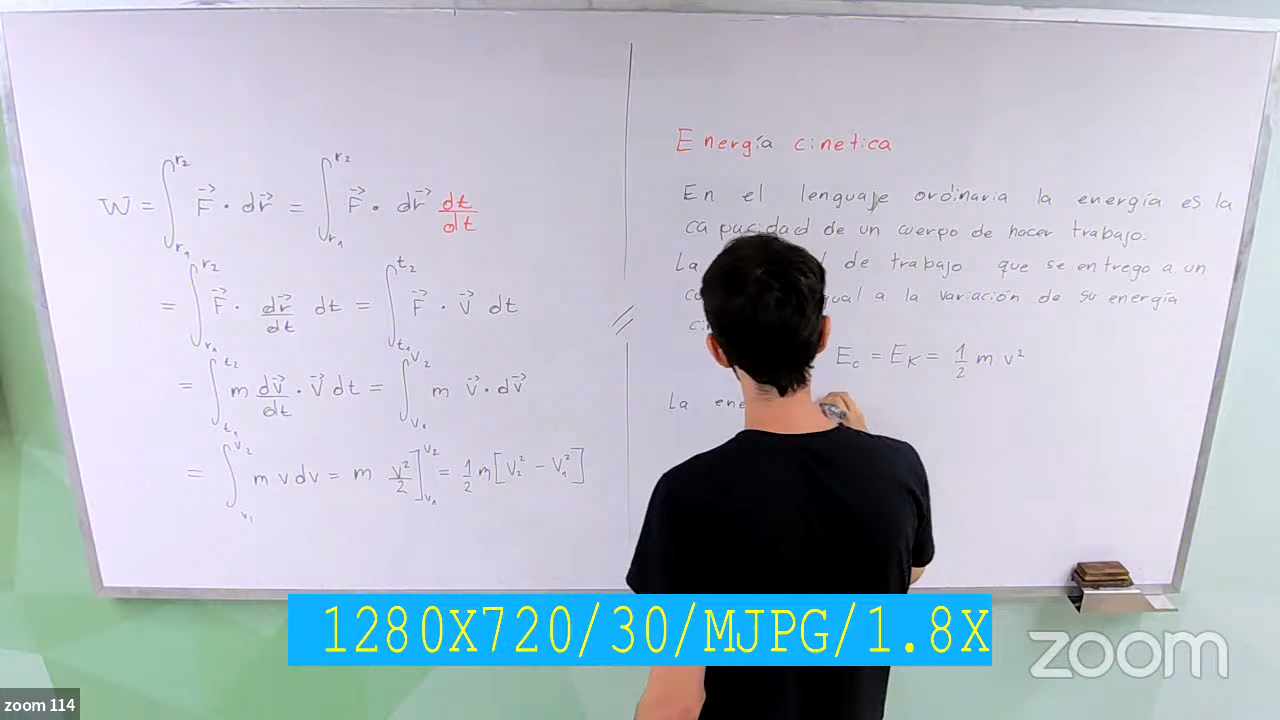 W = ∫_{r₁}^{r₂} F⃗ · dr⃗ = ∫_{r₁}^{r₂} F⃗ · dr⃗ dt/dt
= ∫_{r₁}^{r₂} F⃗ · dr⃗/dt dt = ∫_{t₁}^{t₂} F⃗ · V⃗ dt
= ∫_{t₁}^{t₂} m dv⃗/dt · V⃗ dt = ∫_{v₁}^{v₂} m v⃗ · dv⃗
= ∫_{v₁}^{v₂} m v dv = m v²/2 ]_{v₁}^{v₂} = 1/2 m [V₂² − V₁²]
Energía cinetica
En el lenguaje ordinaria la energía es la
capacidad de un cuerpo de hacer trabajo.
La de trabajo que se entrego a un
a la variación de su energía
E_c = E_K = 1/2 m v²
La
1280X720/30/MJPG/1.8X
zoom
zoom 114